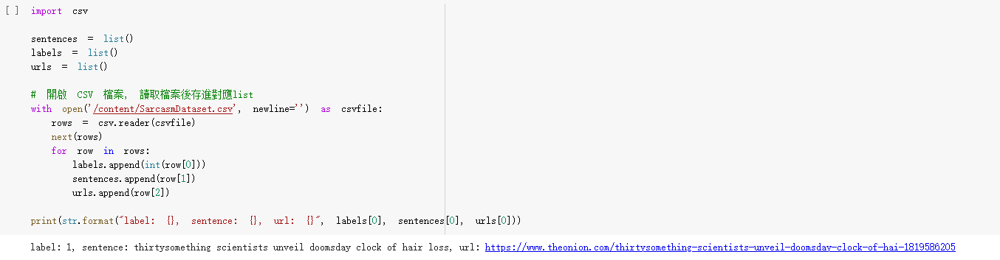 [ ] import csv
sentences = list()
labels = list()
urls = list()
# 開啟 CSV 檔案, 讀取檔案後存進對應list
with open('/content/SarcasmDataset.csv', newline='') as csvfile:
rows = csv.reader(csvfile)
next(rows)
for row in rows:
labels.append(int(row[0]))
sentences.append(row[1])
urls.append(row[2])
print(str.format("label: {}, sentence: {}, url: {}", labels[0], sentences[0], urls[0]))
label: 1, sentence: thirtysomething scientists unveil doomsday clock of hair loss, url: https://www.theonion.com/thirtysomething-scientists-unveil-doomsday-clock-of-hai-1819586205